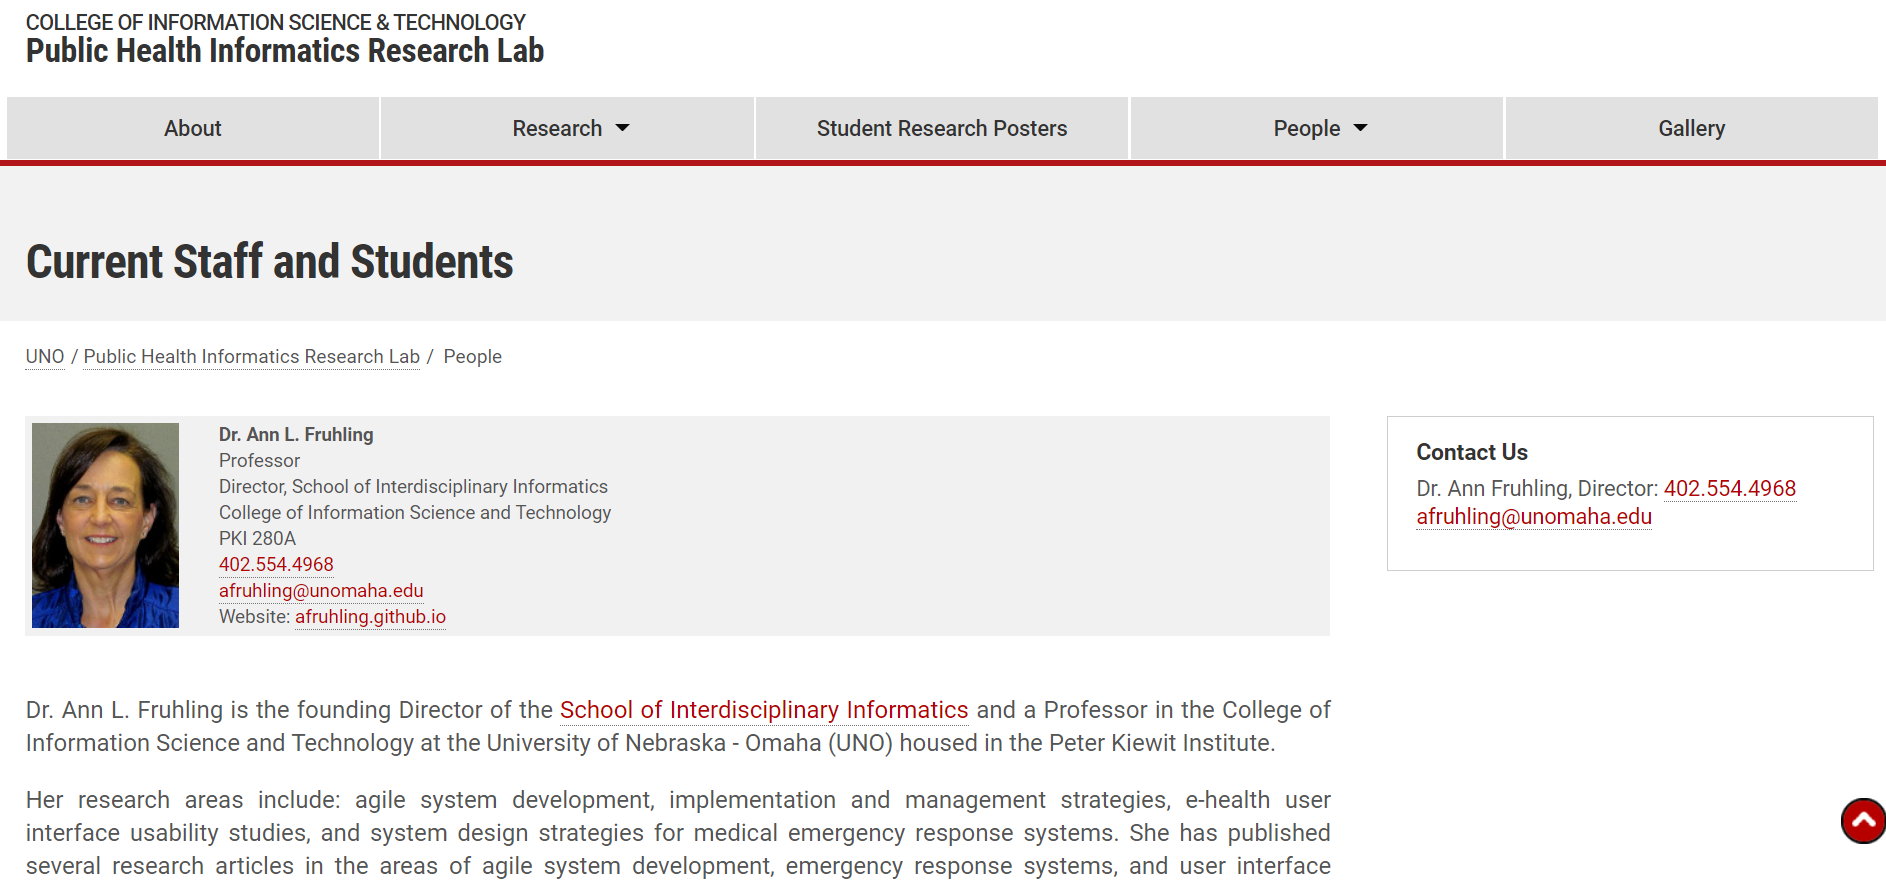 COLLEGE OF INFORMATION SCIENCE & TECHNOLOGY
Public Health Informatics Research Lab
About
Research
Student Research Posters
People
Gallery
Current Staff and Students
UNO / Public Health Informatics Research Lab / People
Dr. Ann L. Fruhling
Professor
Director, School of Interdisciplinary Informatics
College of Information Science and Technology
PKI 280A
402.554.4968
afruhling@unomaha.edu
Website: afruhling.github.io
Contact Us
Dr. Ann Fruhling, Director: 402.554.4968
afruhling@unomaha.edu
Dr. Ann L. Fruhling is the founding Director of the School of Interdisciplinary Informatics and a Professor in the College of
Information Science and Technology at the University of Nebraska - Omaha (UNO) housed in the Peter Kiewit Institute.
Her research areas include: agile system development, implementation and management strategies, e-health user
interface usability studies, and system design strategies for medical emergency response systems. She has published
several research articles in the areas of agile system development, emergency response systems, and user interface